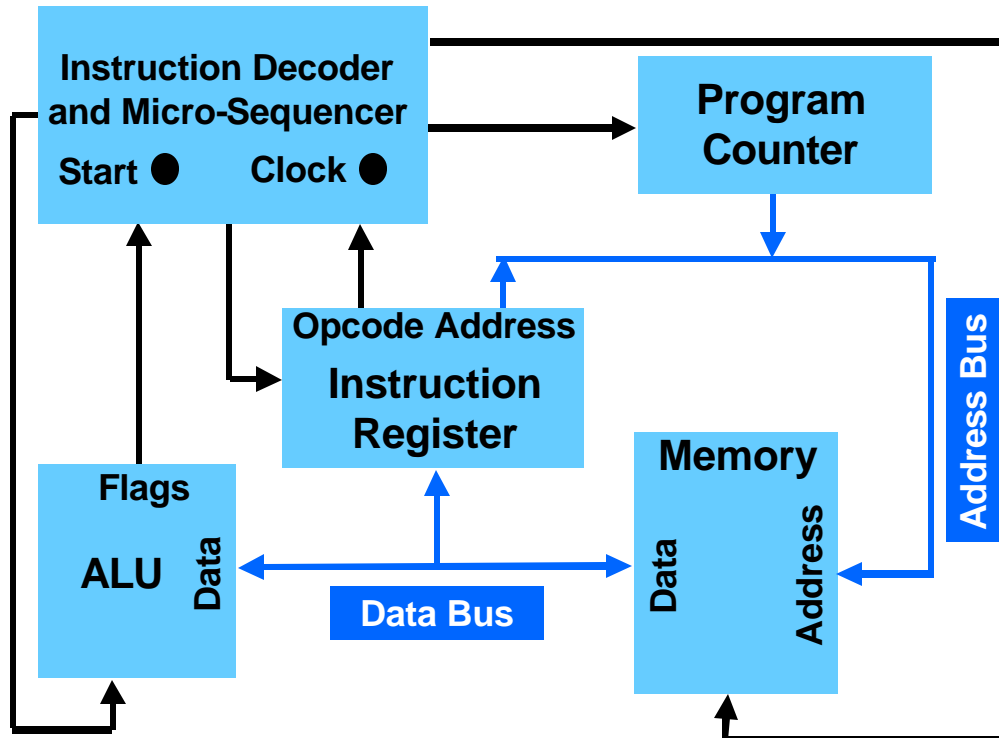 Instruction Decoder
and Micro-Sequencer
Start
Clock
Program
Counter
Opcode Address
Instruction
Register
Address Bus
Memory
Data
Address
Flags
ALU
Data
Data Bus